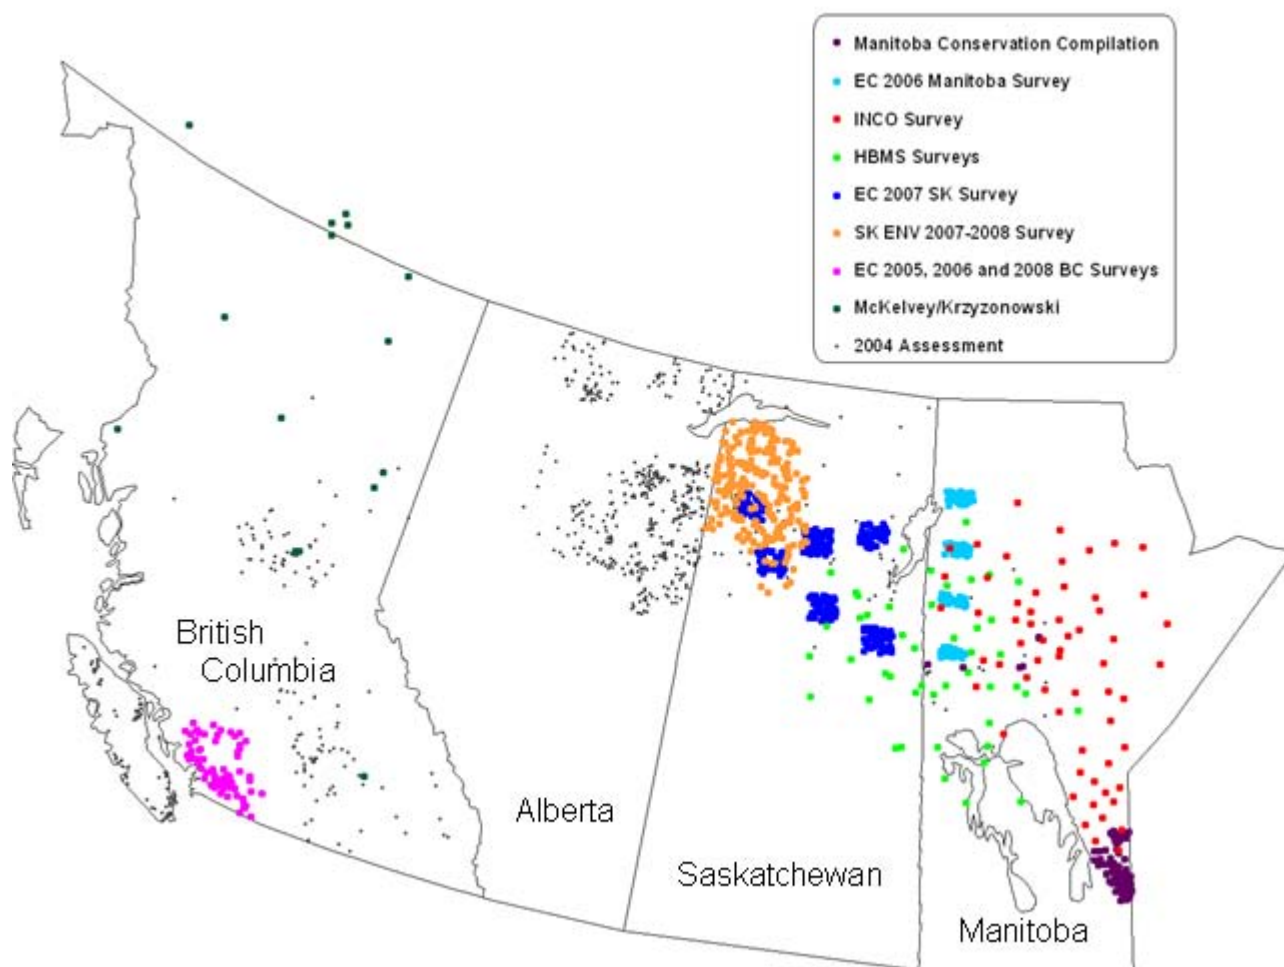 Manitoba Conservation Compilation
EC 2006 Manitoba Survey
INCO Survey
HBMS Surveys
EC 2007 SK Survey
SK ENV 2007-2008 Survey
EC 2005, 2006 and 2008 BC Surveys
McKelvey/Krzyzonowski
2004 Assessment
British
Columbia
Alberta
Saskatchewan
Manitoba